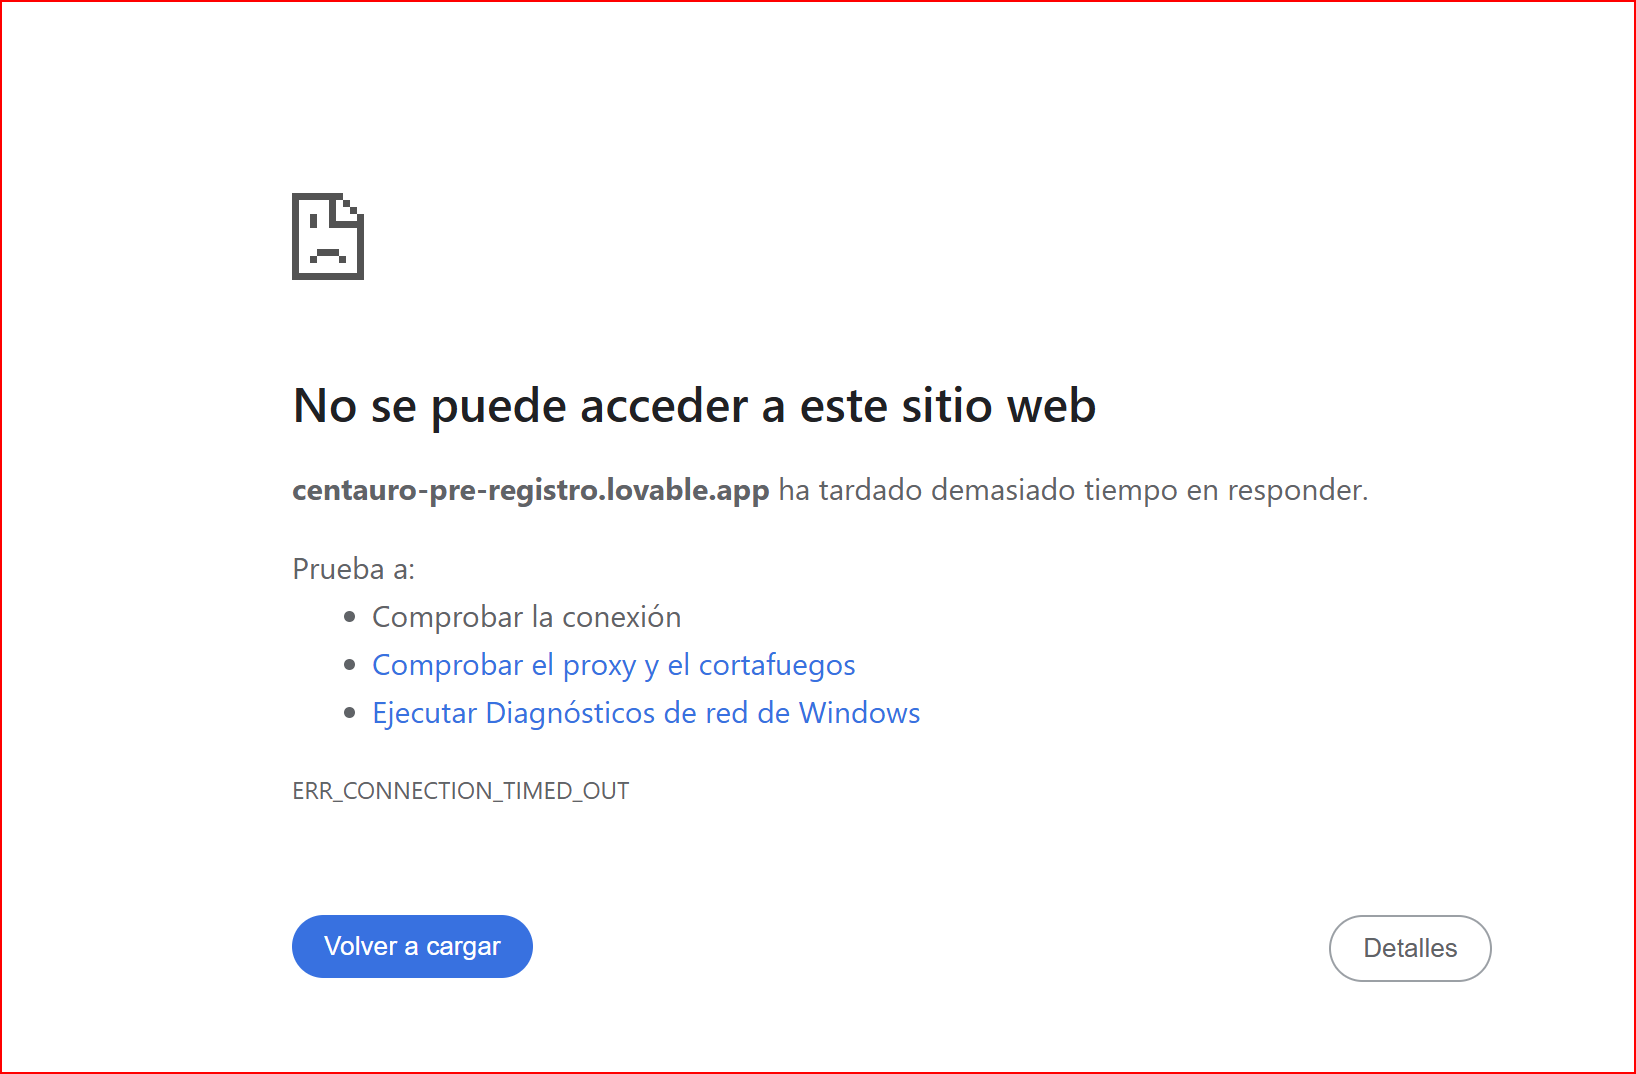 No se puede acceder a este sitio web
centauro-pre-registro.lovable.app ha tardado demasiado tiempo en responder.
Prueba a:
Comprobar la conexión
Comprobar el proxy y el cortafuegos
Ejecutar Diagnósticos de red de Windows
ERR_CONNECTION_TIMED_OUT
Volver a cargar
Detalles